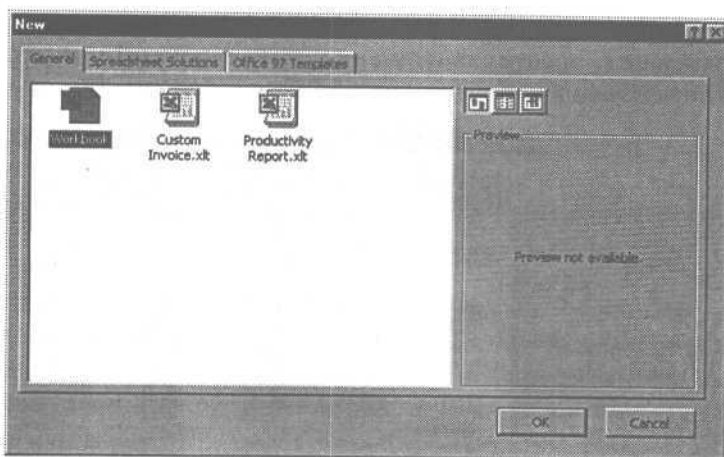 New
General Spreadsheet Solutions Office 97 Templates
Workbook
Custom
Invoice.xlt
Productivity
Report.xlt
Preview
Preview not available.
OK Cancel